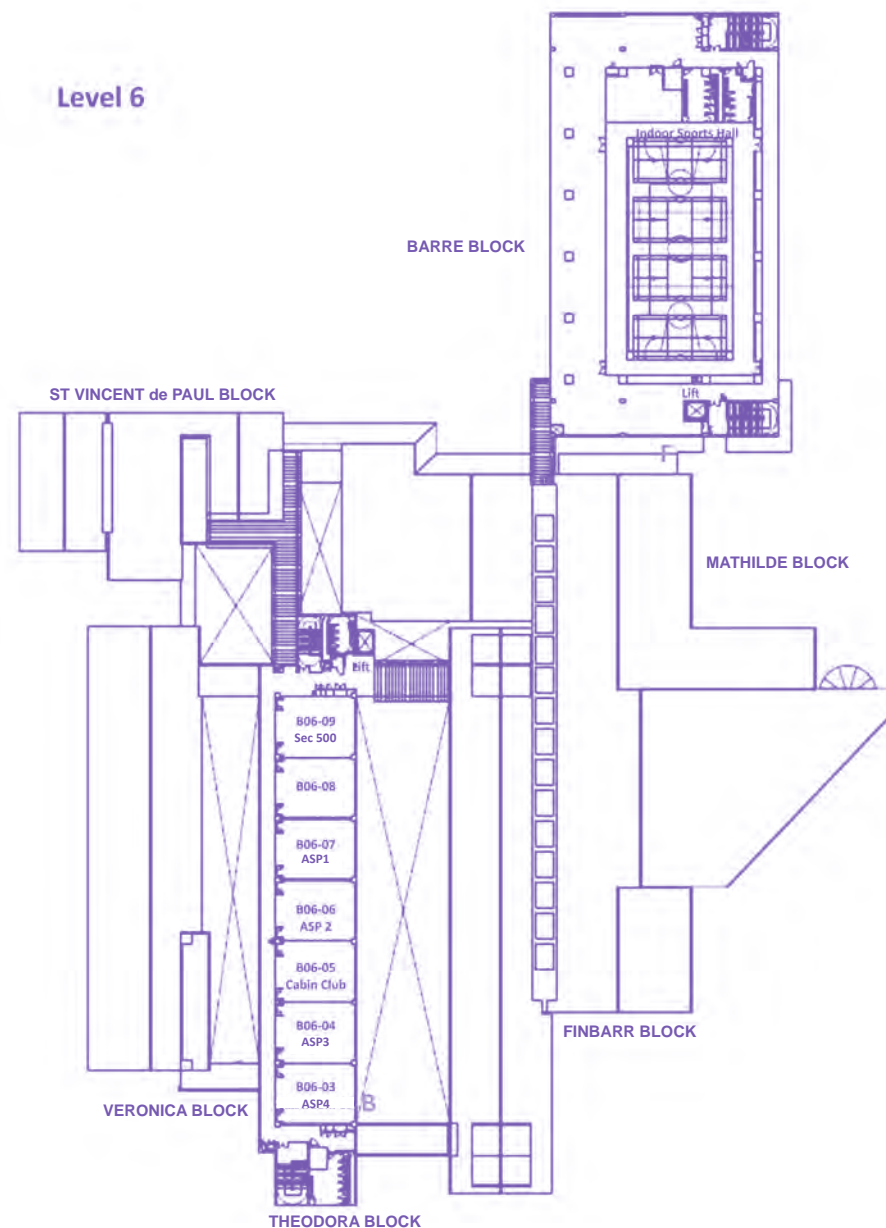 Level 6
Indoor Sports Hall
BARRE BLOCK
ST VINCENT de PAUL BLOCK
Lift
F
MATHILDE BLOCK
Lift
B06-09
Sec 500
B06-08
B06-07
ASP1
B06-06
ASP 2
B06-05
Cabin Club
B06-04
ASP3
B06-03
ASP4
B
FINBARR BLOCK
VERONICA BLOCK
THEODORA BLOCK